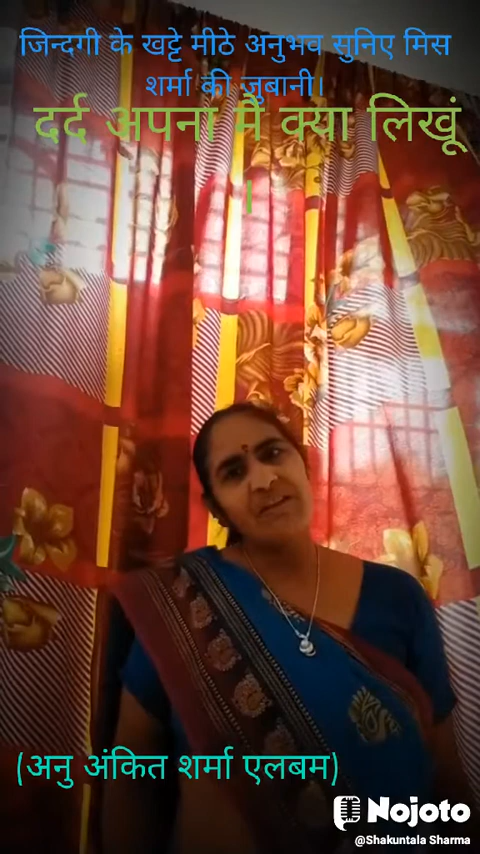 जिन्दगी के खट्टे मीठे अनुभव सुनिए मिस
शर्मा की जुबानी।
दर्द अपना मै क्या लिखूं
।
(अनु अंकित शर्मा एलबम)
Nojoto
@Shakuntala Sharma